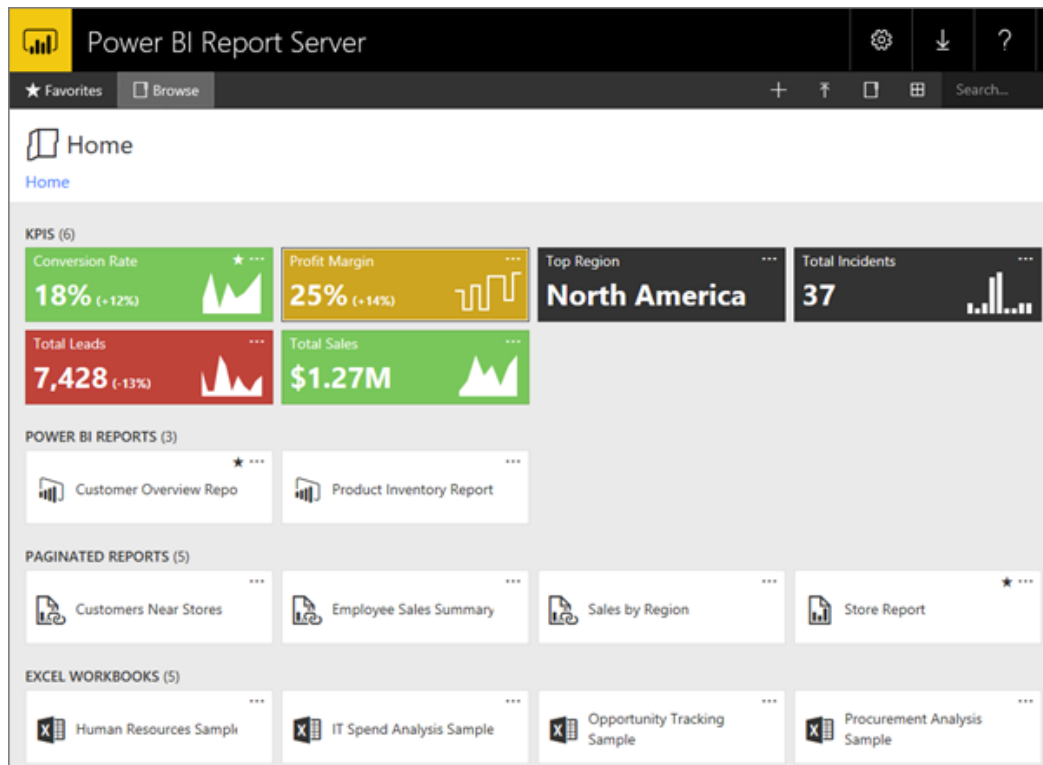 Power BI Report Server
?
Favorites Browse Search...
Home
Home
KPIS (6)
Conversion Rate
18% (+12%)
Profit Margin
25% (+14%)
Top Region
North America
Total Incidents
37
Total Leads
7,428 (-13%)
Total Sales
$1.27M
POWER BI REPORTS (3)
Customer Overview Repo
Product Inventory Report
PAGINATED REPORTS (5)
Customers Near Stores
Employee Sales Summary
Sales by Region
Store Report
EXCEL WORKBOOKS (5)
Human Resources Sample
IT Spend Analysis Sample
Opportunity Tracking
Sample
Procurement Analysis
Sample